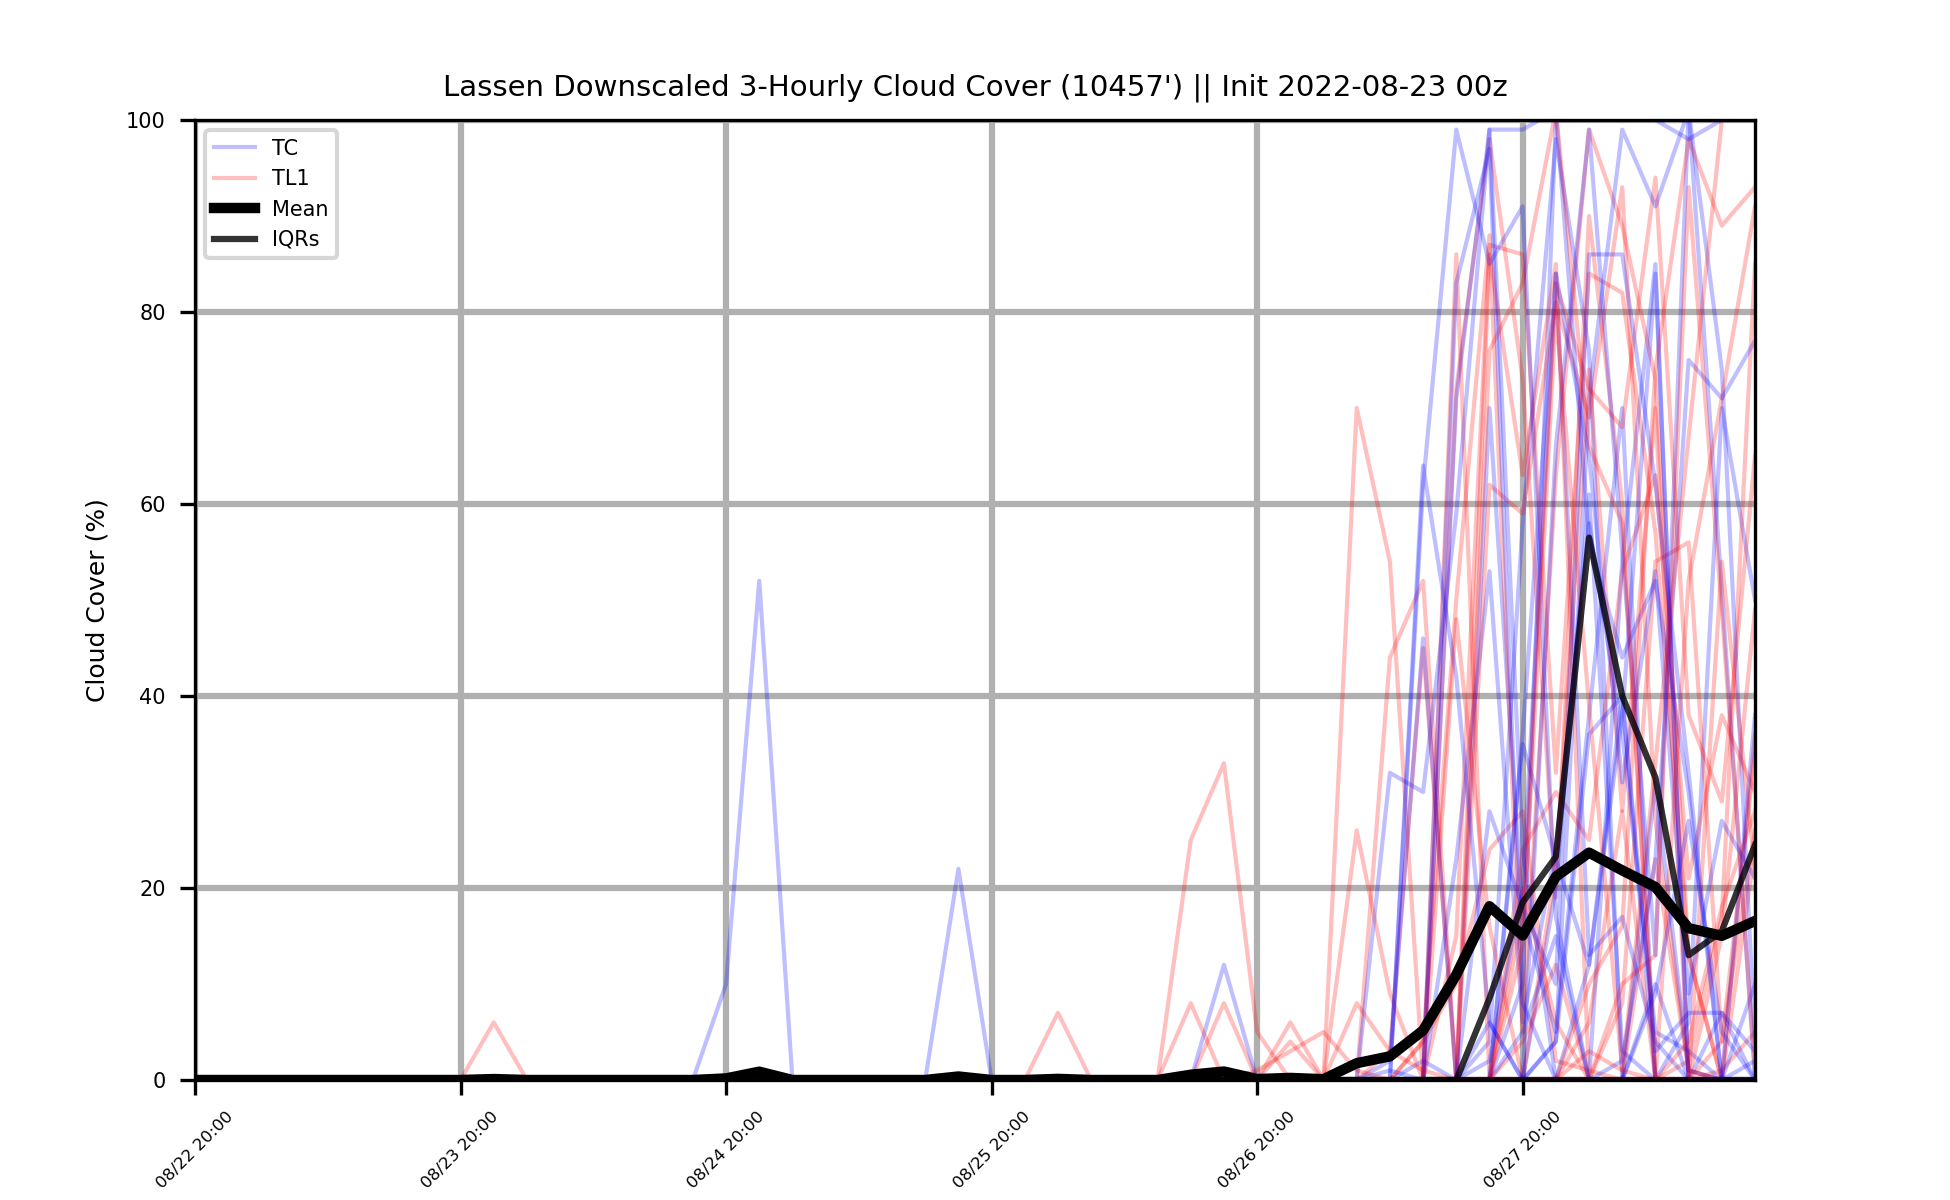 Lassen Downscaled 3-Hourly Cloud Cover (10457') || Init 2022-08-23 00z
TC
TL1
Mean
IQRs
Cloud Cover (%)
100
80
60
40
20
0
08/22 20:00
08/23 20:00
08/24 20:00
08/25 20:00
08/26 20:00
08/27 20:00